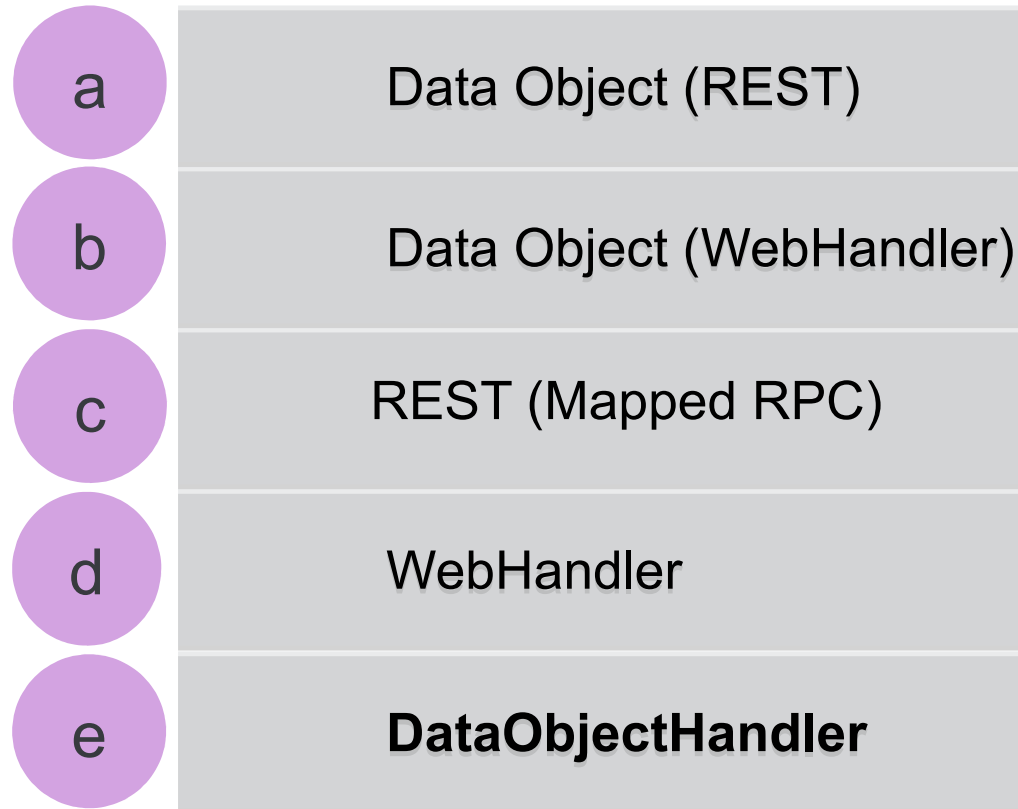 a
Data Object (REST)
b
Data Object (WebHandler)
c
REST (Mapped RPC)
d
WebHandler
e
DataObjectHandler